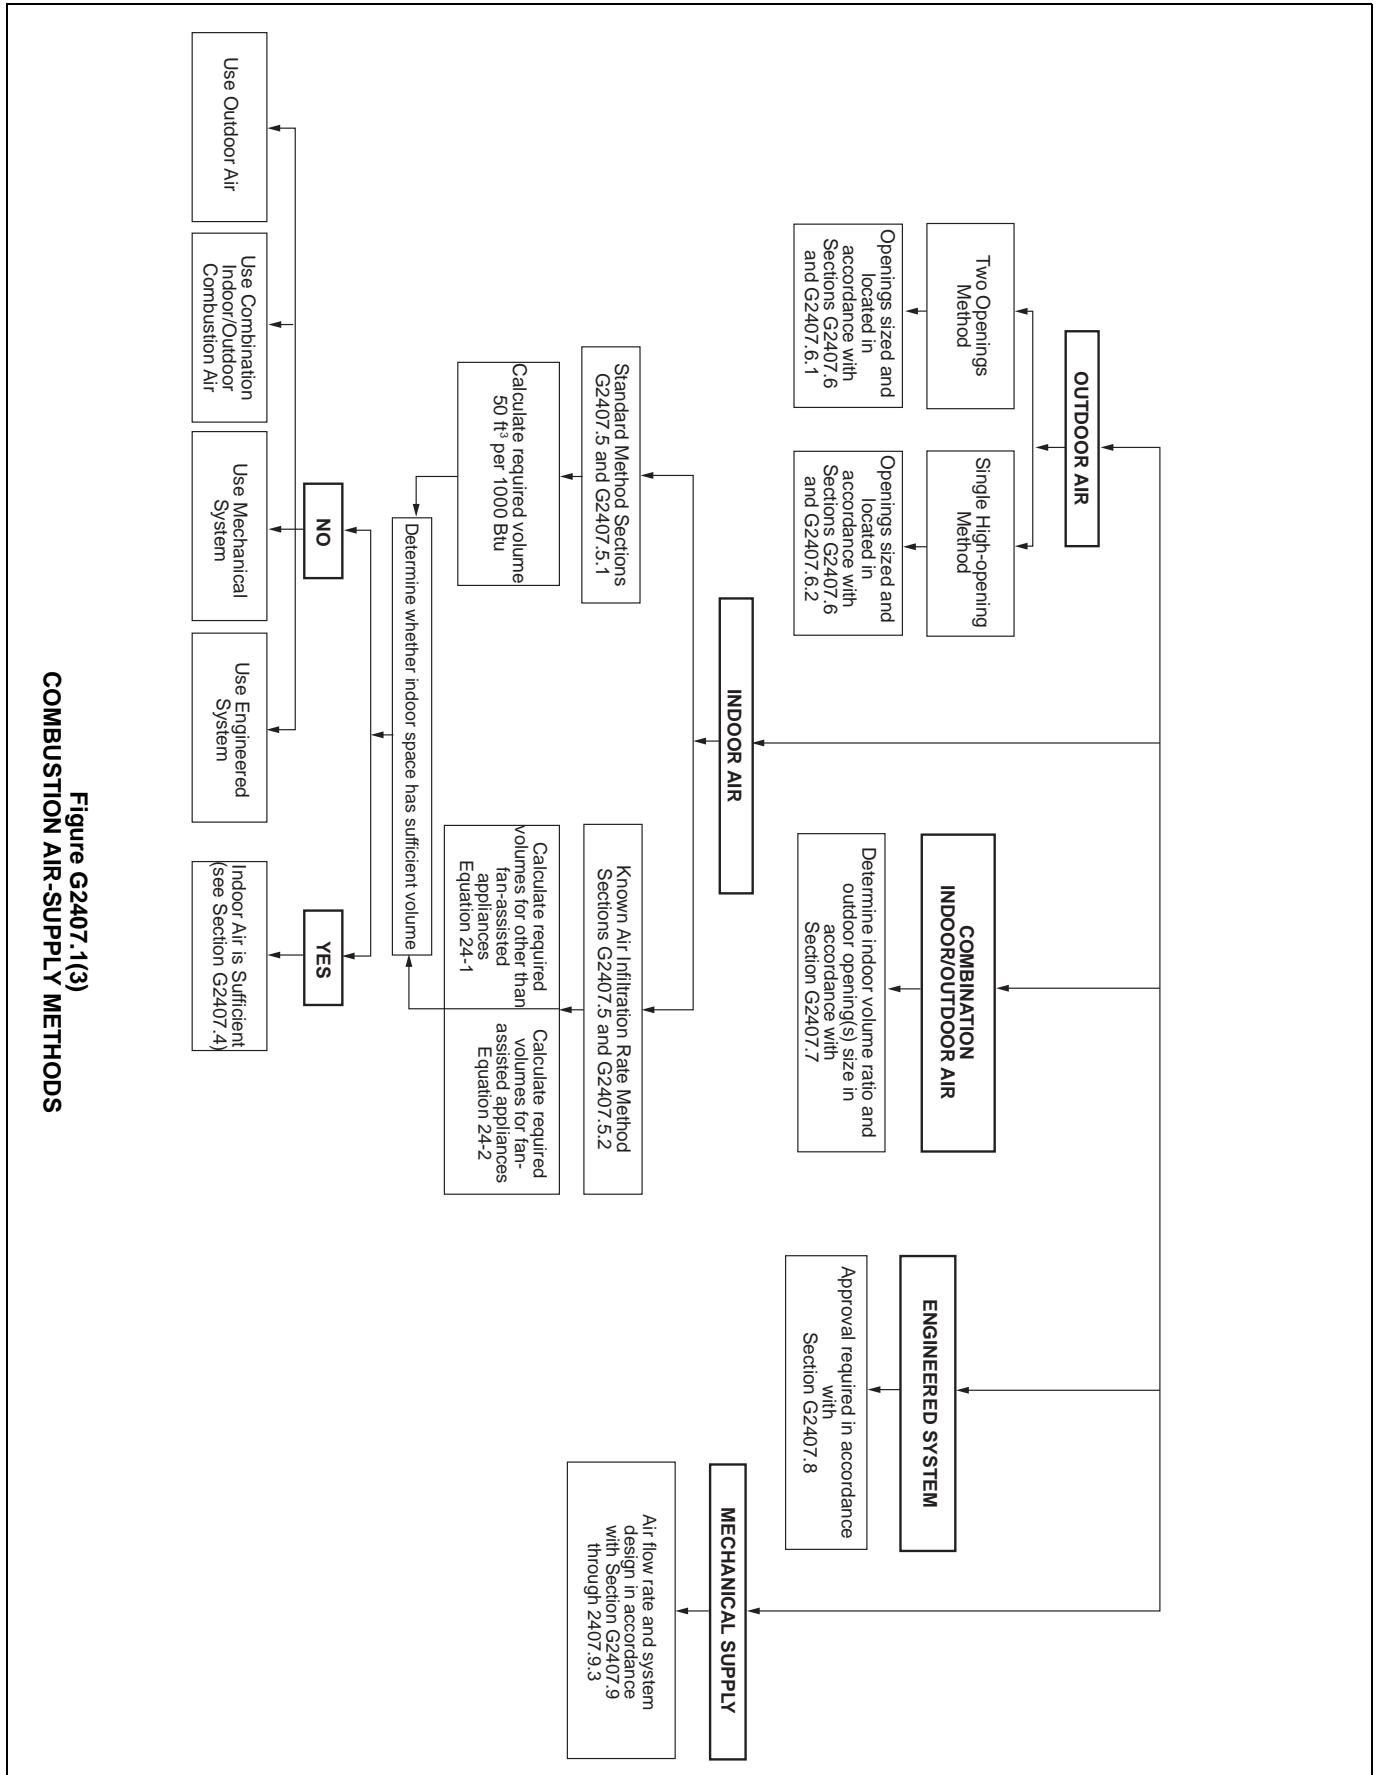 OUTDOOR AIR
Two Openings
Method
Openings sized and
located in
accordance with
Sections G2407.6
and G2407.6.1
Single High-opening
Method
Openings sized and
located in
accordance with
Sections G2407.6
and G2407.6.2
INDOOR AIR
Standard Method Sections
G2407.5 and G2407.5.1
Calculate required volume
50 ft³ per 1000 Btu
Known Air Infiltration Rate Method
Sections G2407.5 and G2407.5.2
Calculate required
volumes for other than
fan-assisted
appliances
Equation 24-1
Calculate required
volumes for fan-
assisted appliances
Equation 24-2
Determine whether indoor space has sufficient volume
NO
Use Outdoor Air
Use Combination
Indoor/Outdoor
Combustion Air
Use Mechanical
System
Use Engineered
System
YES
Indoor Air is Sufficient
(see Section G2407.4)
COMBINATION
INDOOR/OUTDOOR AIR
Determine indoor volume ratio and
outdoor opening(s) size in
accordance with
Section G2407.7
ENGINEERED SYSTEM
Approval required in accordance
with
Section G2407.8
MECHANICAL SUPPLY
Air flow rate and system
design in accordance
with Section G2407.9
through 2407.9.3
Figure G2407.1(3)
COMBUSTION AIR-SUPPLY METHODS